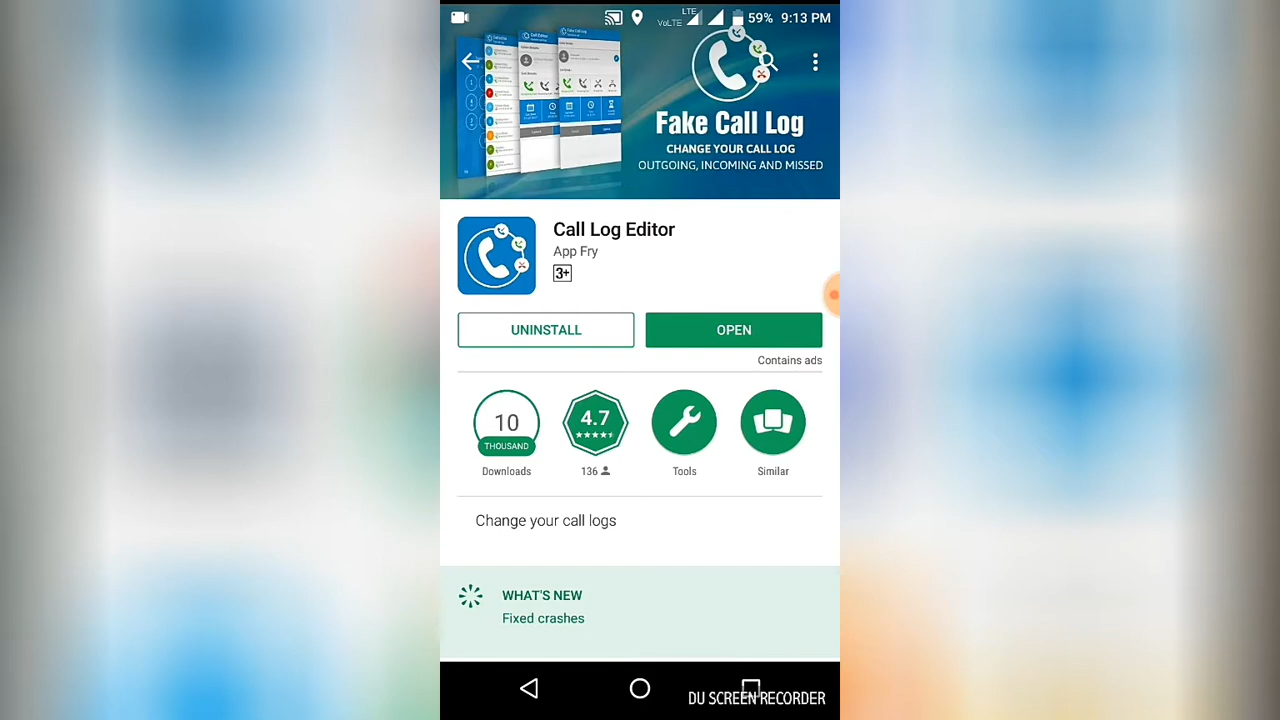 LTE
VoLTE
59% 9:13 PM
Fake Call Log
CHANGE YOUR CALL LOG
OUTGOING, INCOMING AND MISSED
Call Log Editor
App Fry
3+
UNINSTALL
OPEN
Contains ads
10
THOUSAND
Downloads
4.7
136
Tools
Similar
Change your call logs
WHAT'S NEW
Fixed crashes
DU SCREEN RECORDER